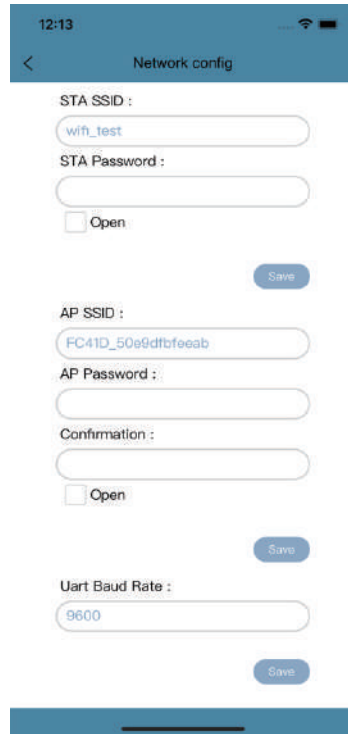 12:13
Network config
STA SSID :
wifi_test
STA Password :
Open
Save
AP SSID :
FC41D_50e9dfbfeeab
AP Password :
Confirmation :
Open
Save
Uart Baud Rate :
9600
Save